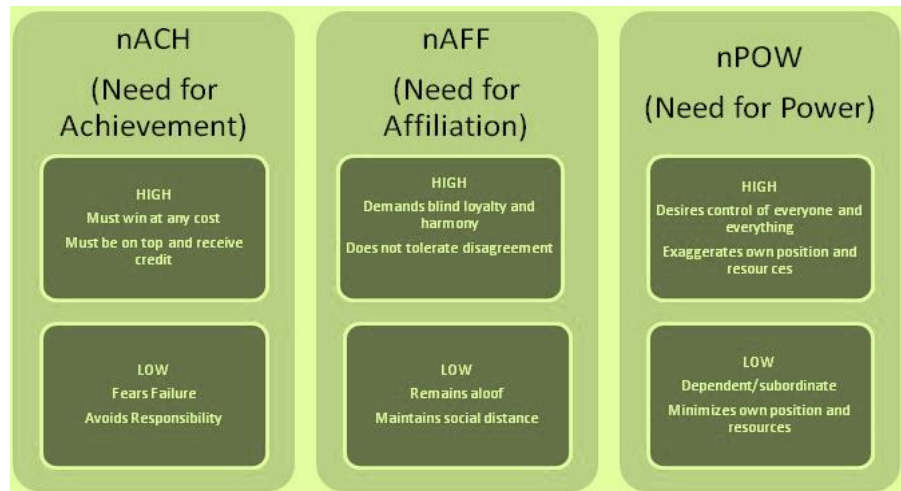 nACH
(Need for
Achievement)
HIGH
Must win at any cost
Must be on top and receive
credit
LOW
Fears Failure
Avoids Responsibility
nAFF
(Need for
Affiliation)
HIGH
Demands blind loyalty and
harmony
Does not tolerate disagreement
LOW
Remains aloof
Maintains social distance
nPOW
(Need for Power)
HIGH
Desires control of everyone and
everything
Exaggerates own position and
resources
LOW
Dependent/subordinate
Minimizes own position and
resources